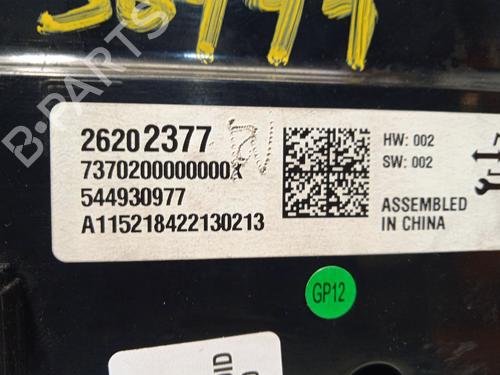 26202377
7370200000000X
544930977
A115218422130213
HW: 002
SW: 002
ASSEMBLED
IN CHINA
GP12
B-PARTS